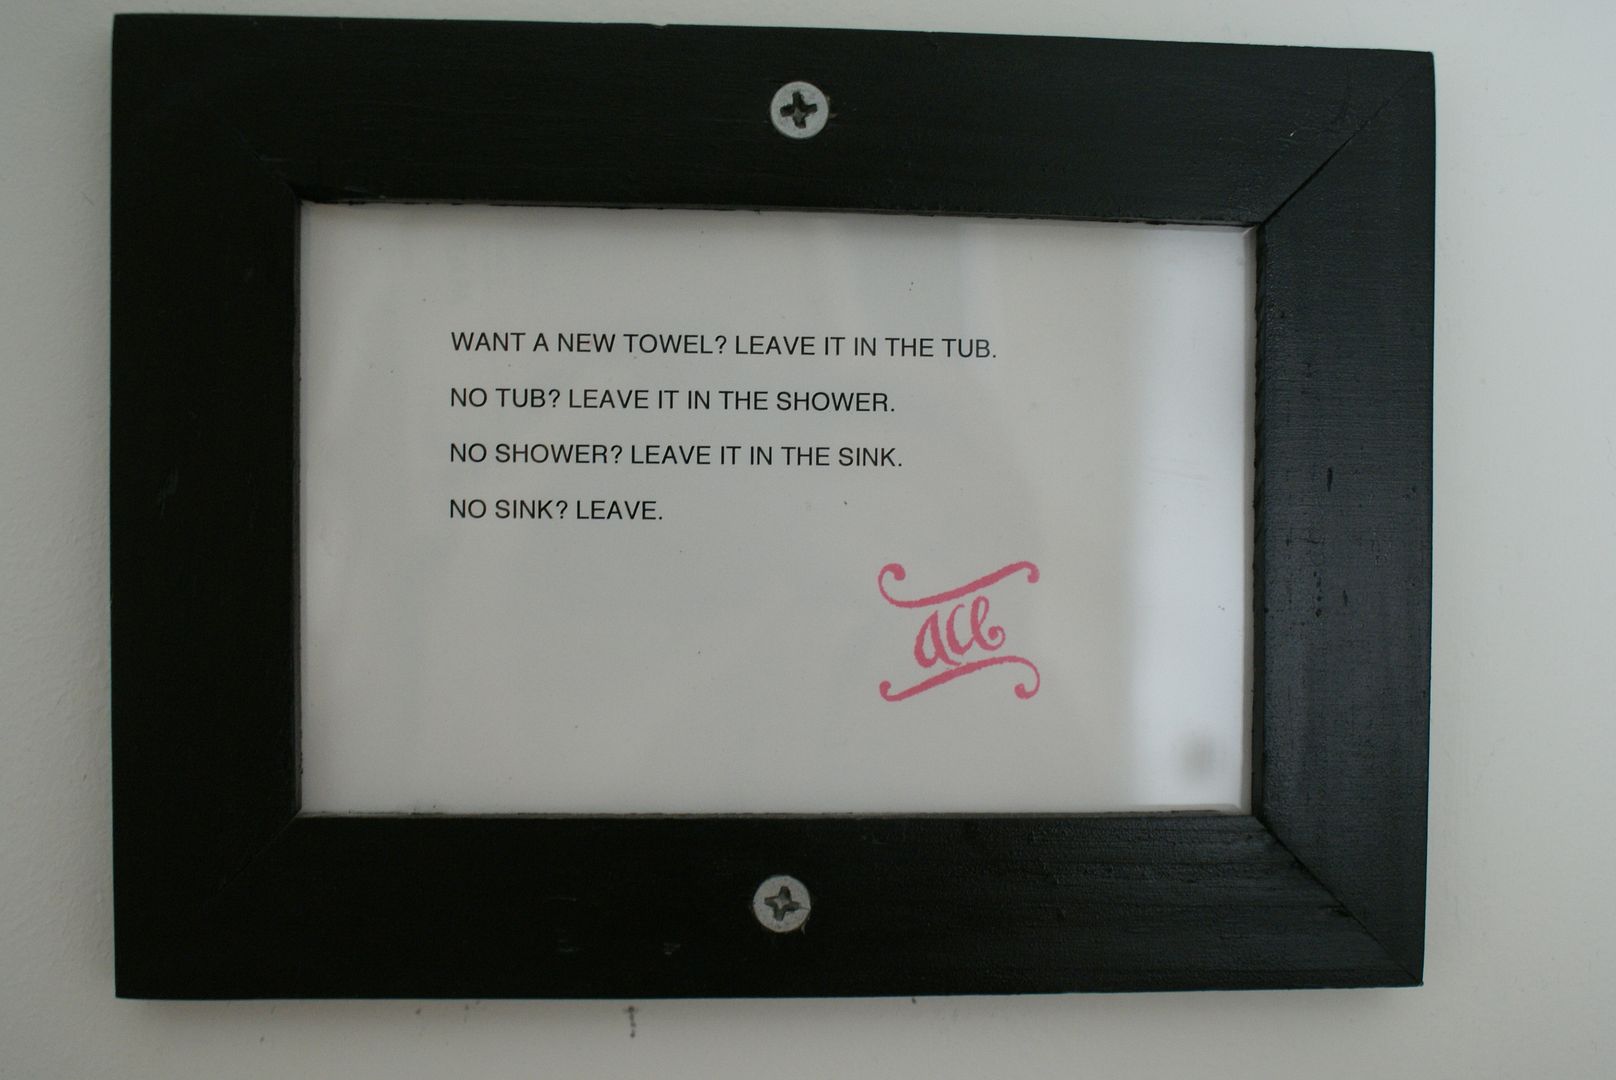 WANT A NEW TOWEL? LEAVE IT IN THE TUB.
NO TUB? LEAVE IT IN THE SHOWER.
NO SHOWER? LEAVE IT IN THE SINK.
NO SINK? LEAVE.
ace